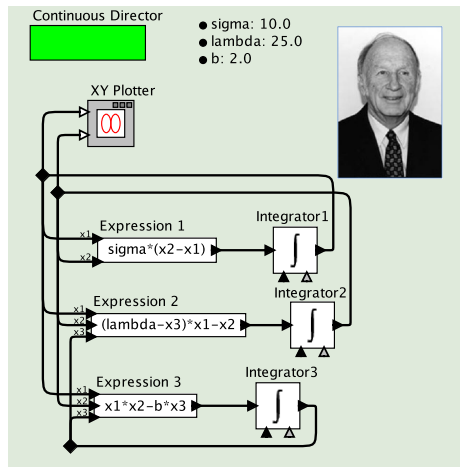 Continuous Director
sigma: 10.0
lambda: 25.0
b: 2.0
XY Plotter
x1
x2
Expression 1
sigma*(x2-x1)
Integrator1
∫
x1
x2
x3
Expression 2
(lambda-x3)*x1-x2
Integrator2
∫
x1
x2
x3
Expression 3
x1*x2-b*x3
Integrator3
∫